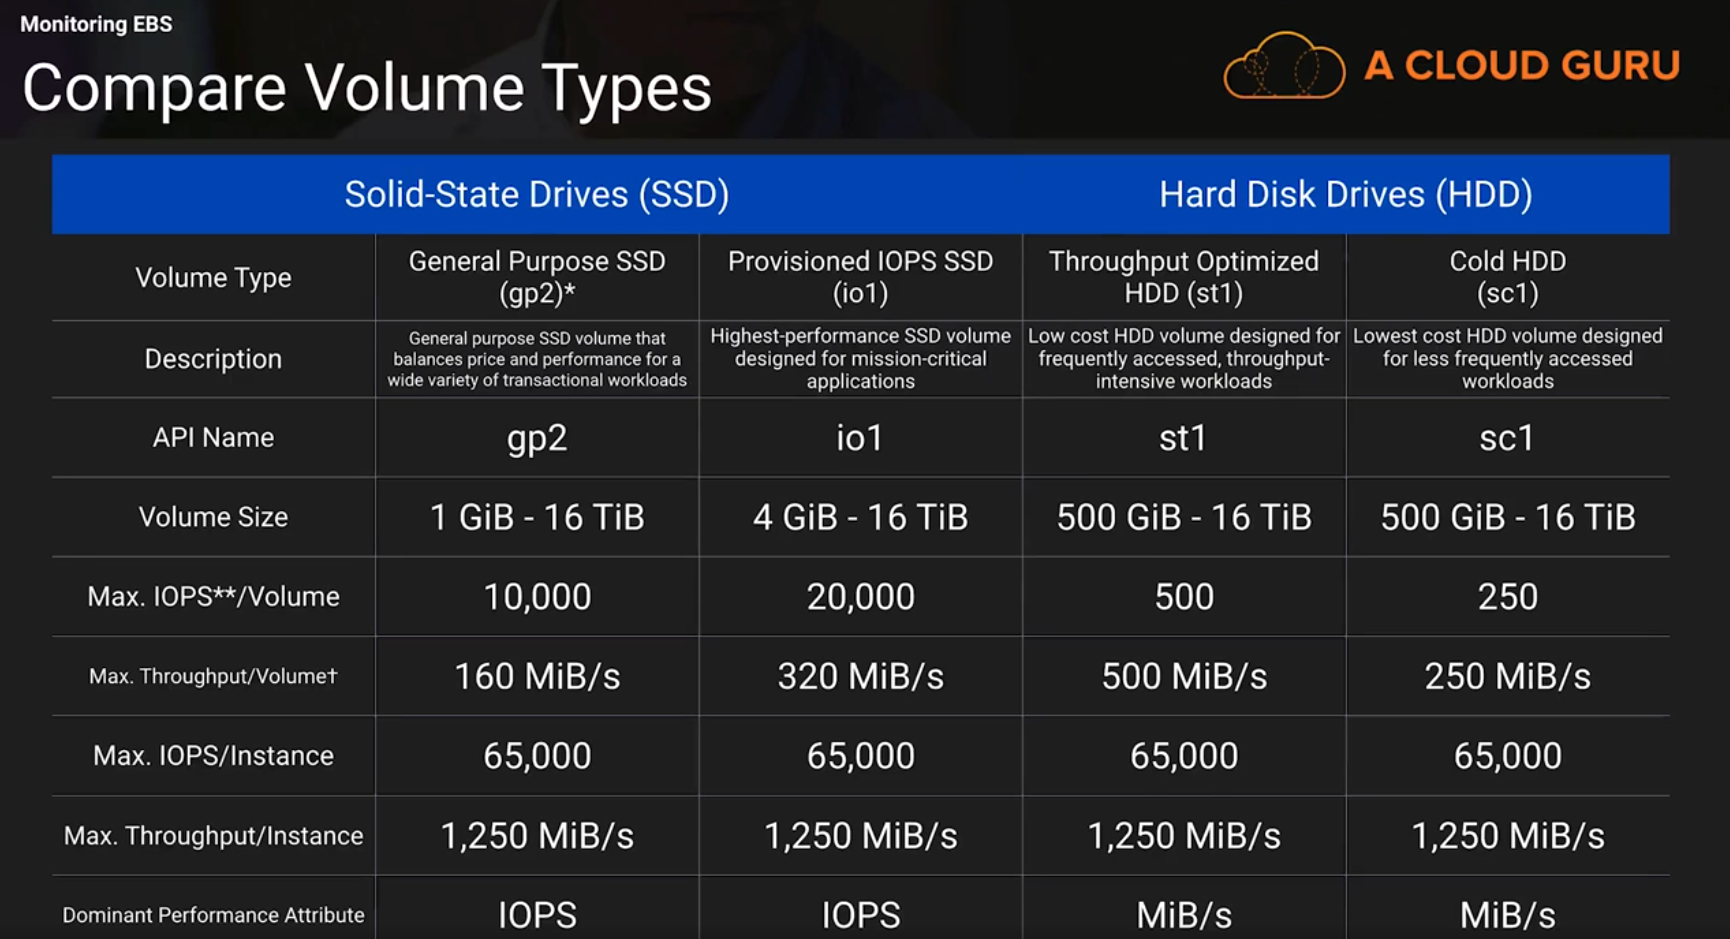 Monitoring EBS
Compare Volume Types
A CLOUD GURU
Solid-State Drives (SSD)
Hard Disk Drives (HDD)
Volume Type
General Purpose SSD
(gp2)*
Provisioned IOPS SSD
(io1)
Throughput Optimized
HDD (st1)
Cold HDD
(sc1)
Description
General purpose SSD volume that
balances price and performance for a
wide variety of transactional workloads
Highest-performance SSD volume
designed for mission-critical
applications
Low cost HDD volume designed for
frequently accessed, throughput-
intensive workloads
Lowest cost HDD volume designed
for less frequently accessed
workloads
API Name
gp2
io1
st1
sc1
Volume Size
1 GiB - 16 TiB
4 GiB - 16 TiB
500 GiB - 16 TiB
500 GiB - 16 TiB
Max. IOPS**/Volume
10,000
20,000
500
250
Max. Throughput/Volume†
160 MiB/s
320 MiB/s
500 MiB/s
250 MiB/s
Max. IOPS/Instance
65,000
65,000
65,000
65,000
Max. Throughput/Instance
1,250 MiB/s
1,250 MiB/s
1,250 MiB/s
1,250 MiB/s
Dominant Performance Attribute
IOPS
IOPS
MiB/s
MiB/s